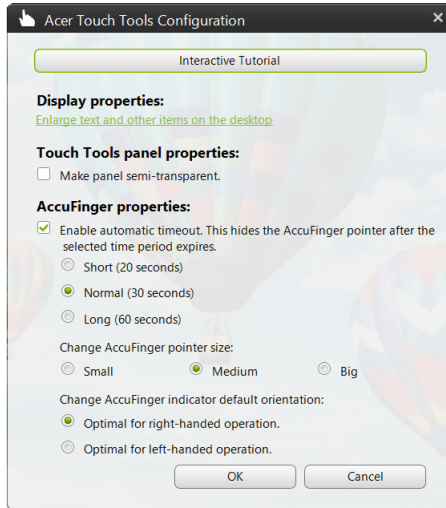 Acer Touch Tools Configuration
Interactive Tutorial
Display properties:
Enlarge text and other items on the desktop
Touch Tools panel properties:
Make panel semi-transparent.
AccuFinger properties:
Enable automatic timeout. This hides the AccuFinger pointer after the
selected time period expires.
Short (20 seconds)
Normal (30 seconds)
Long (60 seconds)
Change AccuFinger pointer size:
Small Medium Big
Change AccuFinger indicator default orientation:
Optimal for right-handed operation.
Optimal for left-handed operation.
OK Cancel